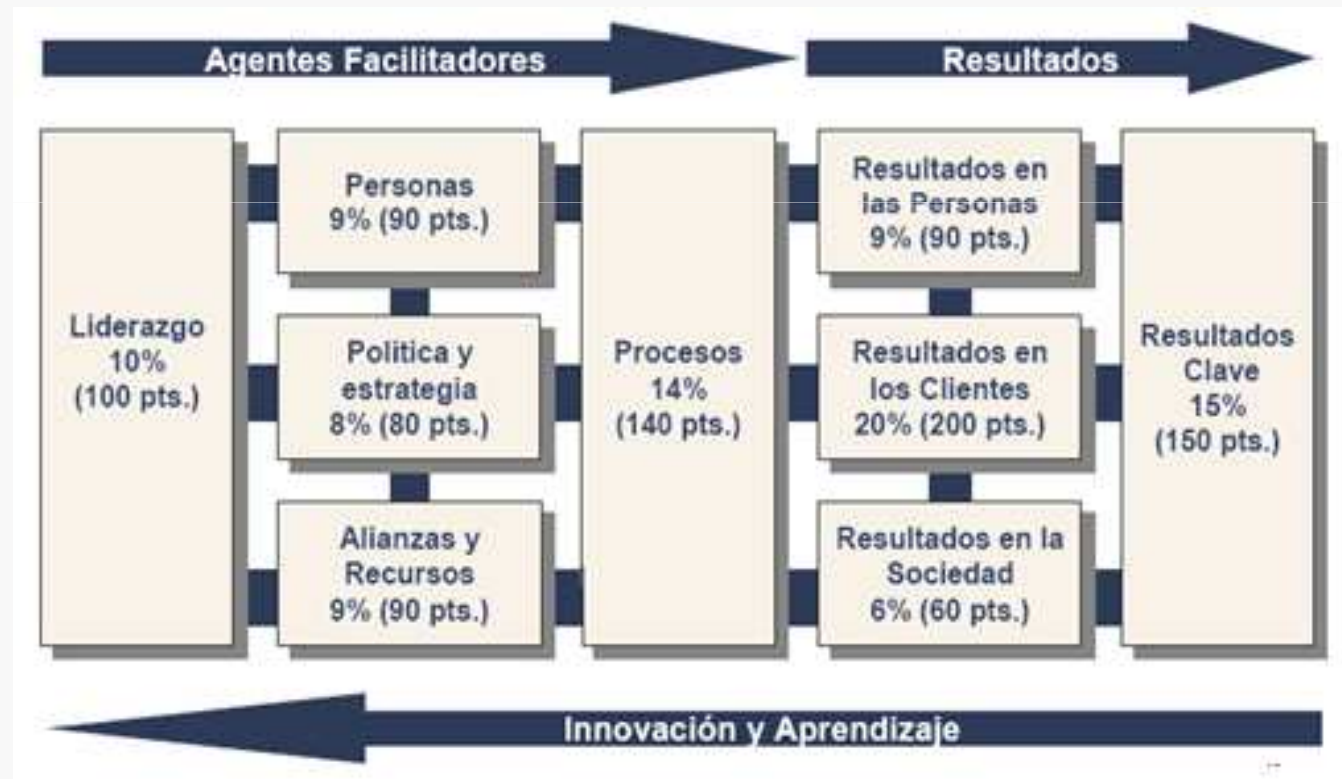 Agentes Facilitadores
Resultados
Liderazgo
10%
(100 pts.)
Personas
9% (90 pts.)
Política y
estrategia
8% (80 pts.)
Alianzas y
Recursos
9% (90 pts.)
Procesos
14%
(140 pts.)
Resultados en
las Personas
9% (90 pts.)
Resultados en
los Clientes
20% (200 pts.)
Resultados en la
Sociedad
6% (60 pts.)
Resultados
Clave
15%
(150 pts.)
Innovación y Aprendizaje